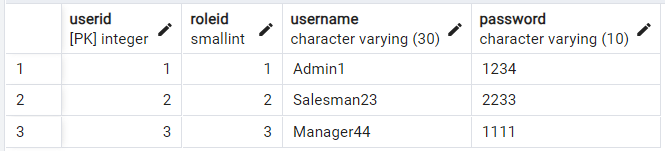 userid roleid username password
[PK] integer smallint character varying (30) character varying (10)
1 1 1 Admin1 1234
2 2 2 Salesman23 2233
3 3 3 Manager44 1111